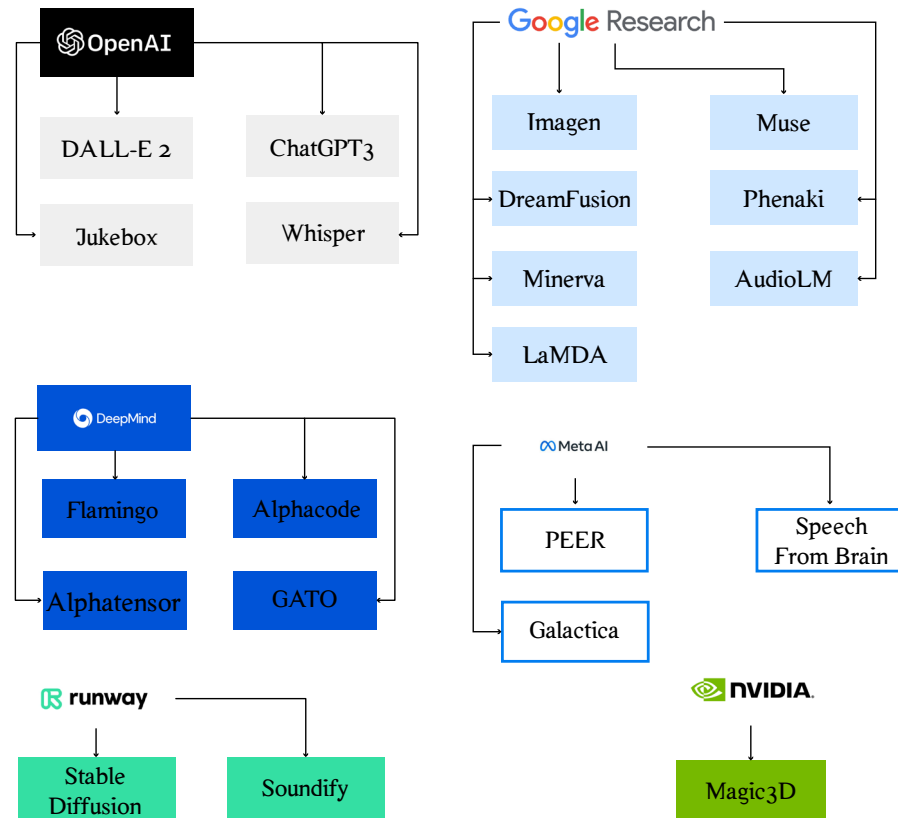 OpenAI
DALL-E 2
ChatGPT3
Jukebox
Whisper
Google Research
Imagen
Muse
DreamFusion
Phenaki
Minerva
AudioLM
LaMDA
DeepMind
Flamingo
Alphacode
Alphatensor
GATO
Meta AI
PEER
Speech
From Brain
Galactica
runway
Stable
Diffusion
Soundify
NVIDIA.
Magic3D